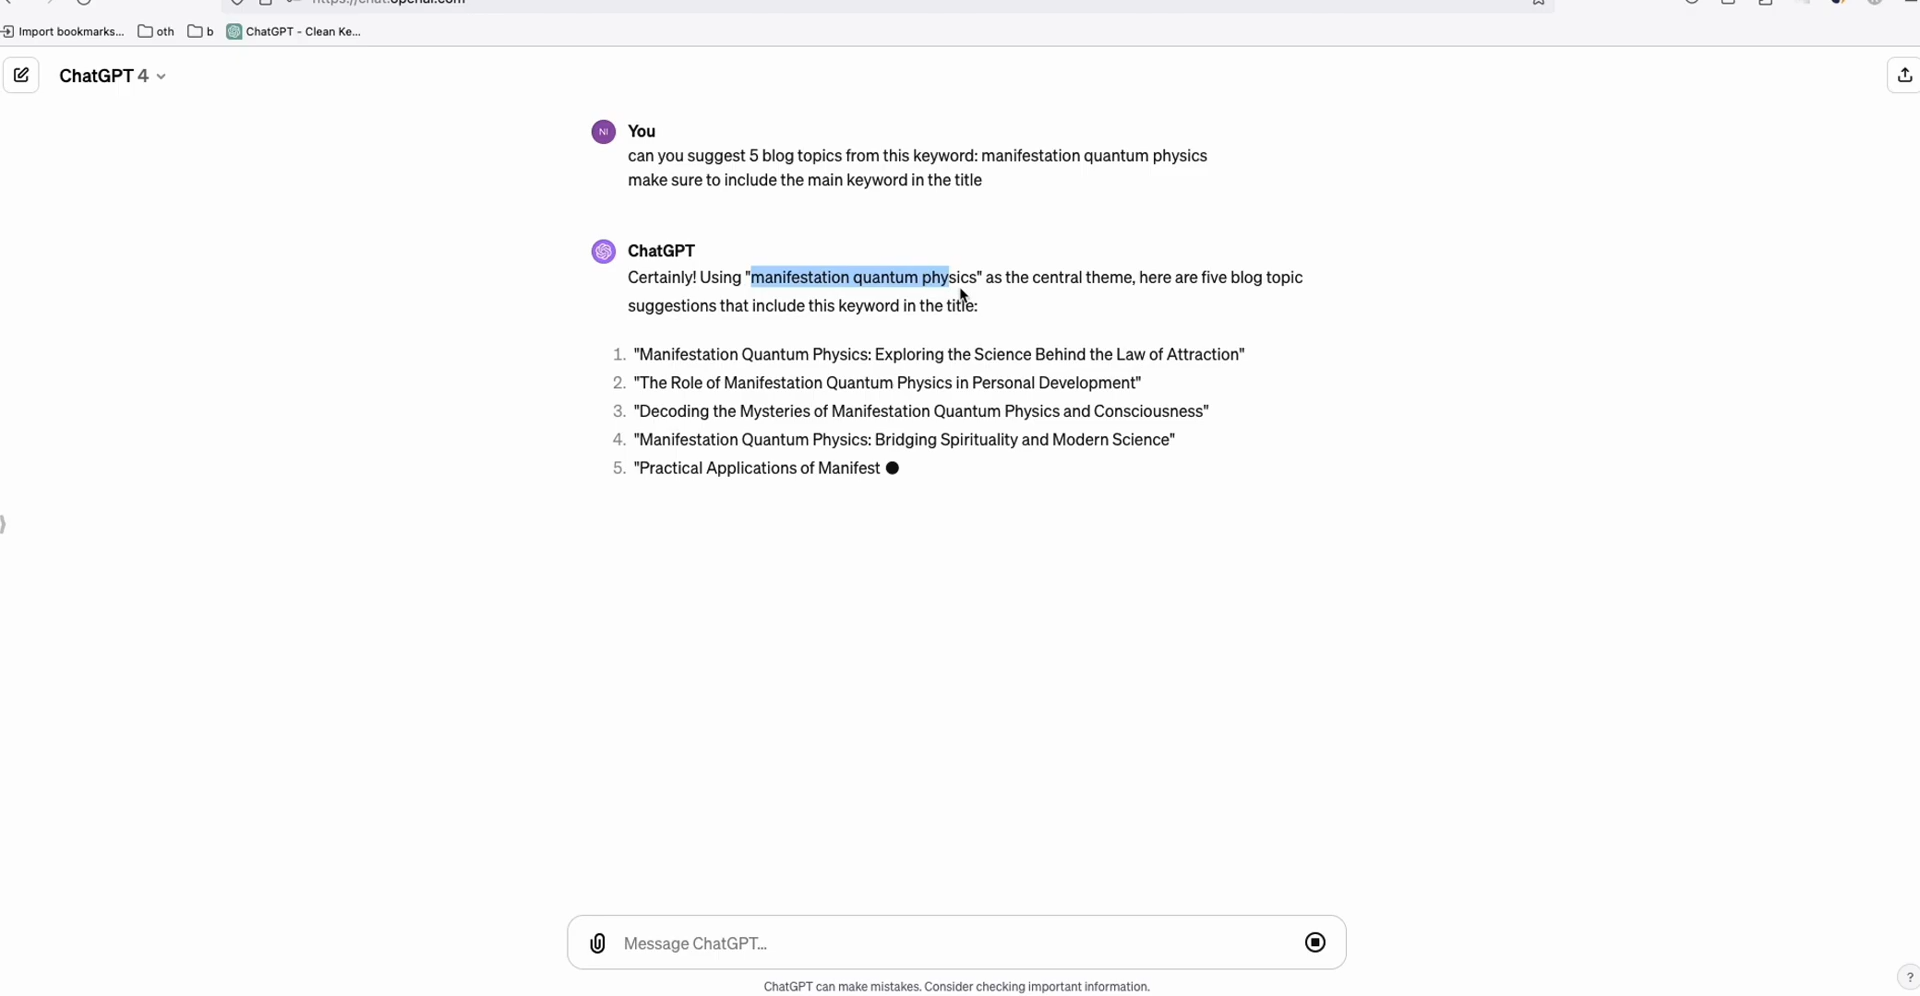 https://chat.openai.com
Import bookmarks...
oth
b
ChatGPT - Clean Ke...
ChatGPT 4
NI
You
can you suggest 5 blog topics from this keyword: manifestation quantum physics
make sure to include the main keyword in the title
ChatGPT
Certainly! Using "manifestation quantum physics" as the central theme, here are five blog topic
suggestions that include this keyword in the title:
1. "Manifestation Quantum Physics: Exploring the Science Behind the Law of Attraction"
2. "The Role of Manifestation Quantum Physics in Personal Development"
3. "Decoding the Mysteries of Manifestation Quantum Physics and Consciousness"
4. "Manifestation Quantum Physics: Bridging Spirituality and Modern Science"
5. "Practical Applications of Manifest
Message ChatGPT...
ChatGPT can make mistakes. Consider checking important information.
?